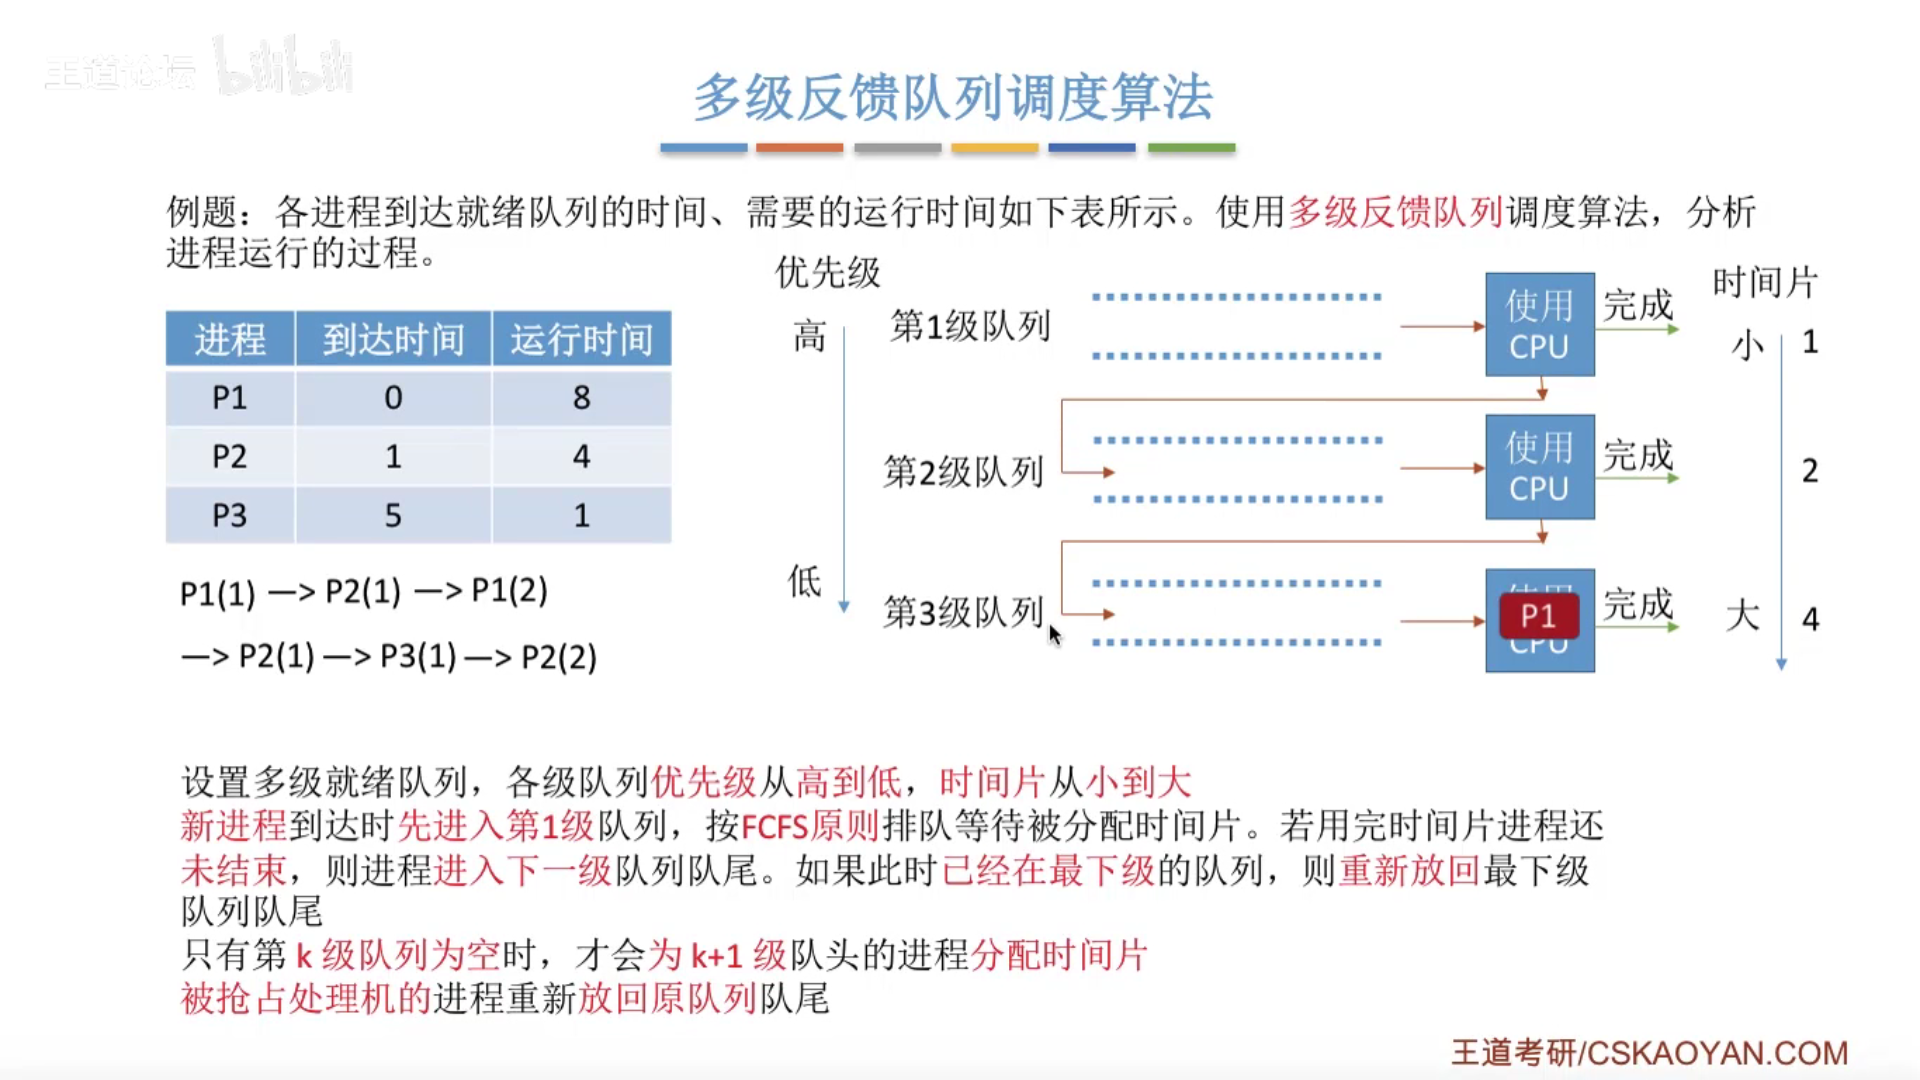 王道论坛 bilibili
多级反馈队列调度算法
例题：各进程到达就绪队列的时间、需要的运行时间如下表所示。使用多级反馈队列调度算法，分析
进程运行的过程。
进程 到达时间 运行时间
P1 0 8
P2 1 4
P3 5 1
P1(1) —> P2(1) —> P1(2)
—> P2(1) —> P3(1) —> P2(2)
优先级
高
低
第1级队列
使用
CPU
完成
第2级队列
使用
CPU
完成
第3级队列
使用
P1
CPU
完成
时间片
小 1
2
大 4
设置多级就绪队列，各级队列优先级从高到低，时间片从小到大
新进程到达时先进入第1级队列，按FCFS原则排队等待被分配时间片。若用完时间片进程还
未结束，则进程进入下一级队列队尾。如果此时已经在最下级的队列，则重新放回最下级
队列队尾
只有第 k 级队列为空时，才会为 k+1 级队头的进程分配时间片
被抢占处理机的进程重新放回原队列队尾
王道考研/CSKAOYAN.COM